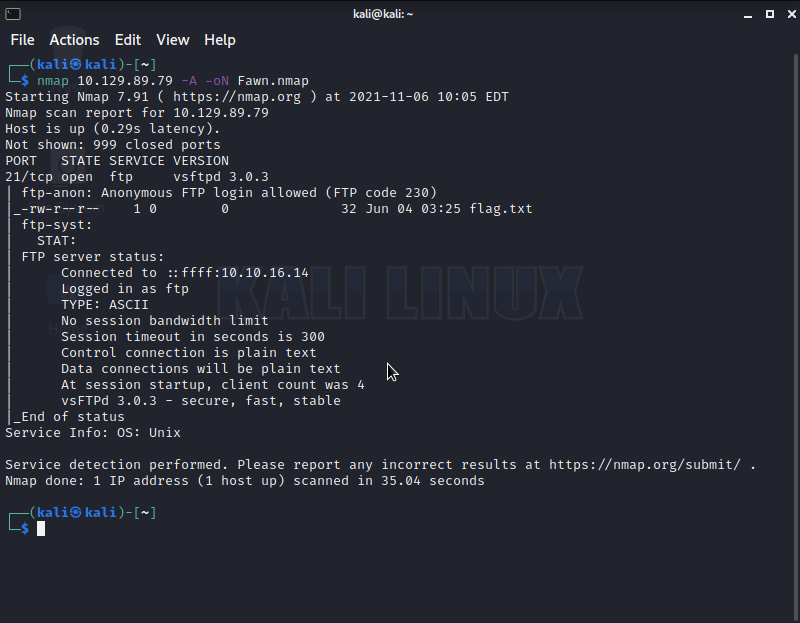 kali@kali: ~
File Actions Edit View Help
┌──(kali㉿kali)-[~]
└─$ nmap 10.129.89.79 -A -oN Fawn.nmap
Starting Nmap 7.91 ( https://nmap.org ) at 2021-11-06 10:05 EDT
Nmap scan report for 10.129.89.79
Host is up (0.29s latency).
Not shown: 999 closed ports
PORT   STATE SERVICE VERSION
21/tcp open  ftp     vsftpd 3.0.3
| ftp-anon: Anonymous FTP login allowed (FTP code 230)
|_-rw-r--r--    1 0        0              32 Jun 04 03:25 flag.txt
| ftp-syst:
|   STAT:
| FTP server status:
|      Connected to ::ffff:10.10.16.14
|      Logged in as ftp
|      TYPE: ASCII
|      No session bandwidth limit
|      Session timeout in seconds is 300
|      Control connection is plain text
|      Data connections will be plain text
|      At session startup, client count was 4
|      vsFTPd 3.0.3 - secure, fast, stable
|_End of status
Service Info: OS: Unix
Service detection performed. Please report any incorrect results at https://nmap.org/submit/ .
Nmap done: 1 IP address (1 host up) scanned in 35.04 seconds
┌──(kali㉿kali)-[~]
└─$
KALI LINUX